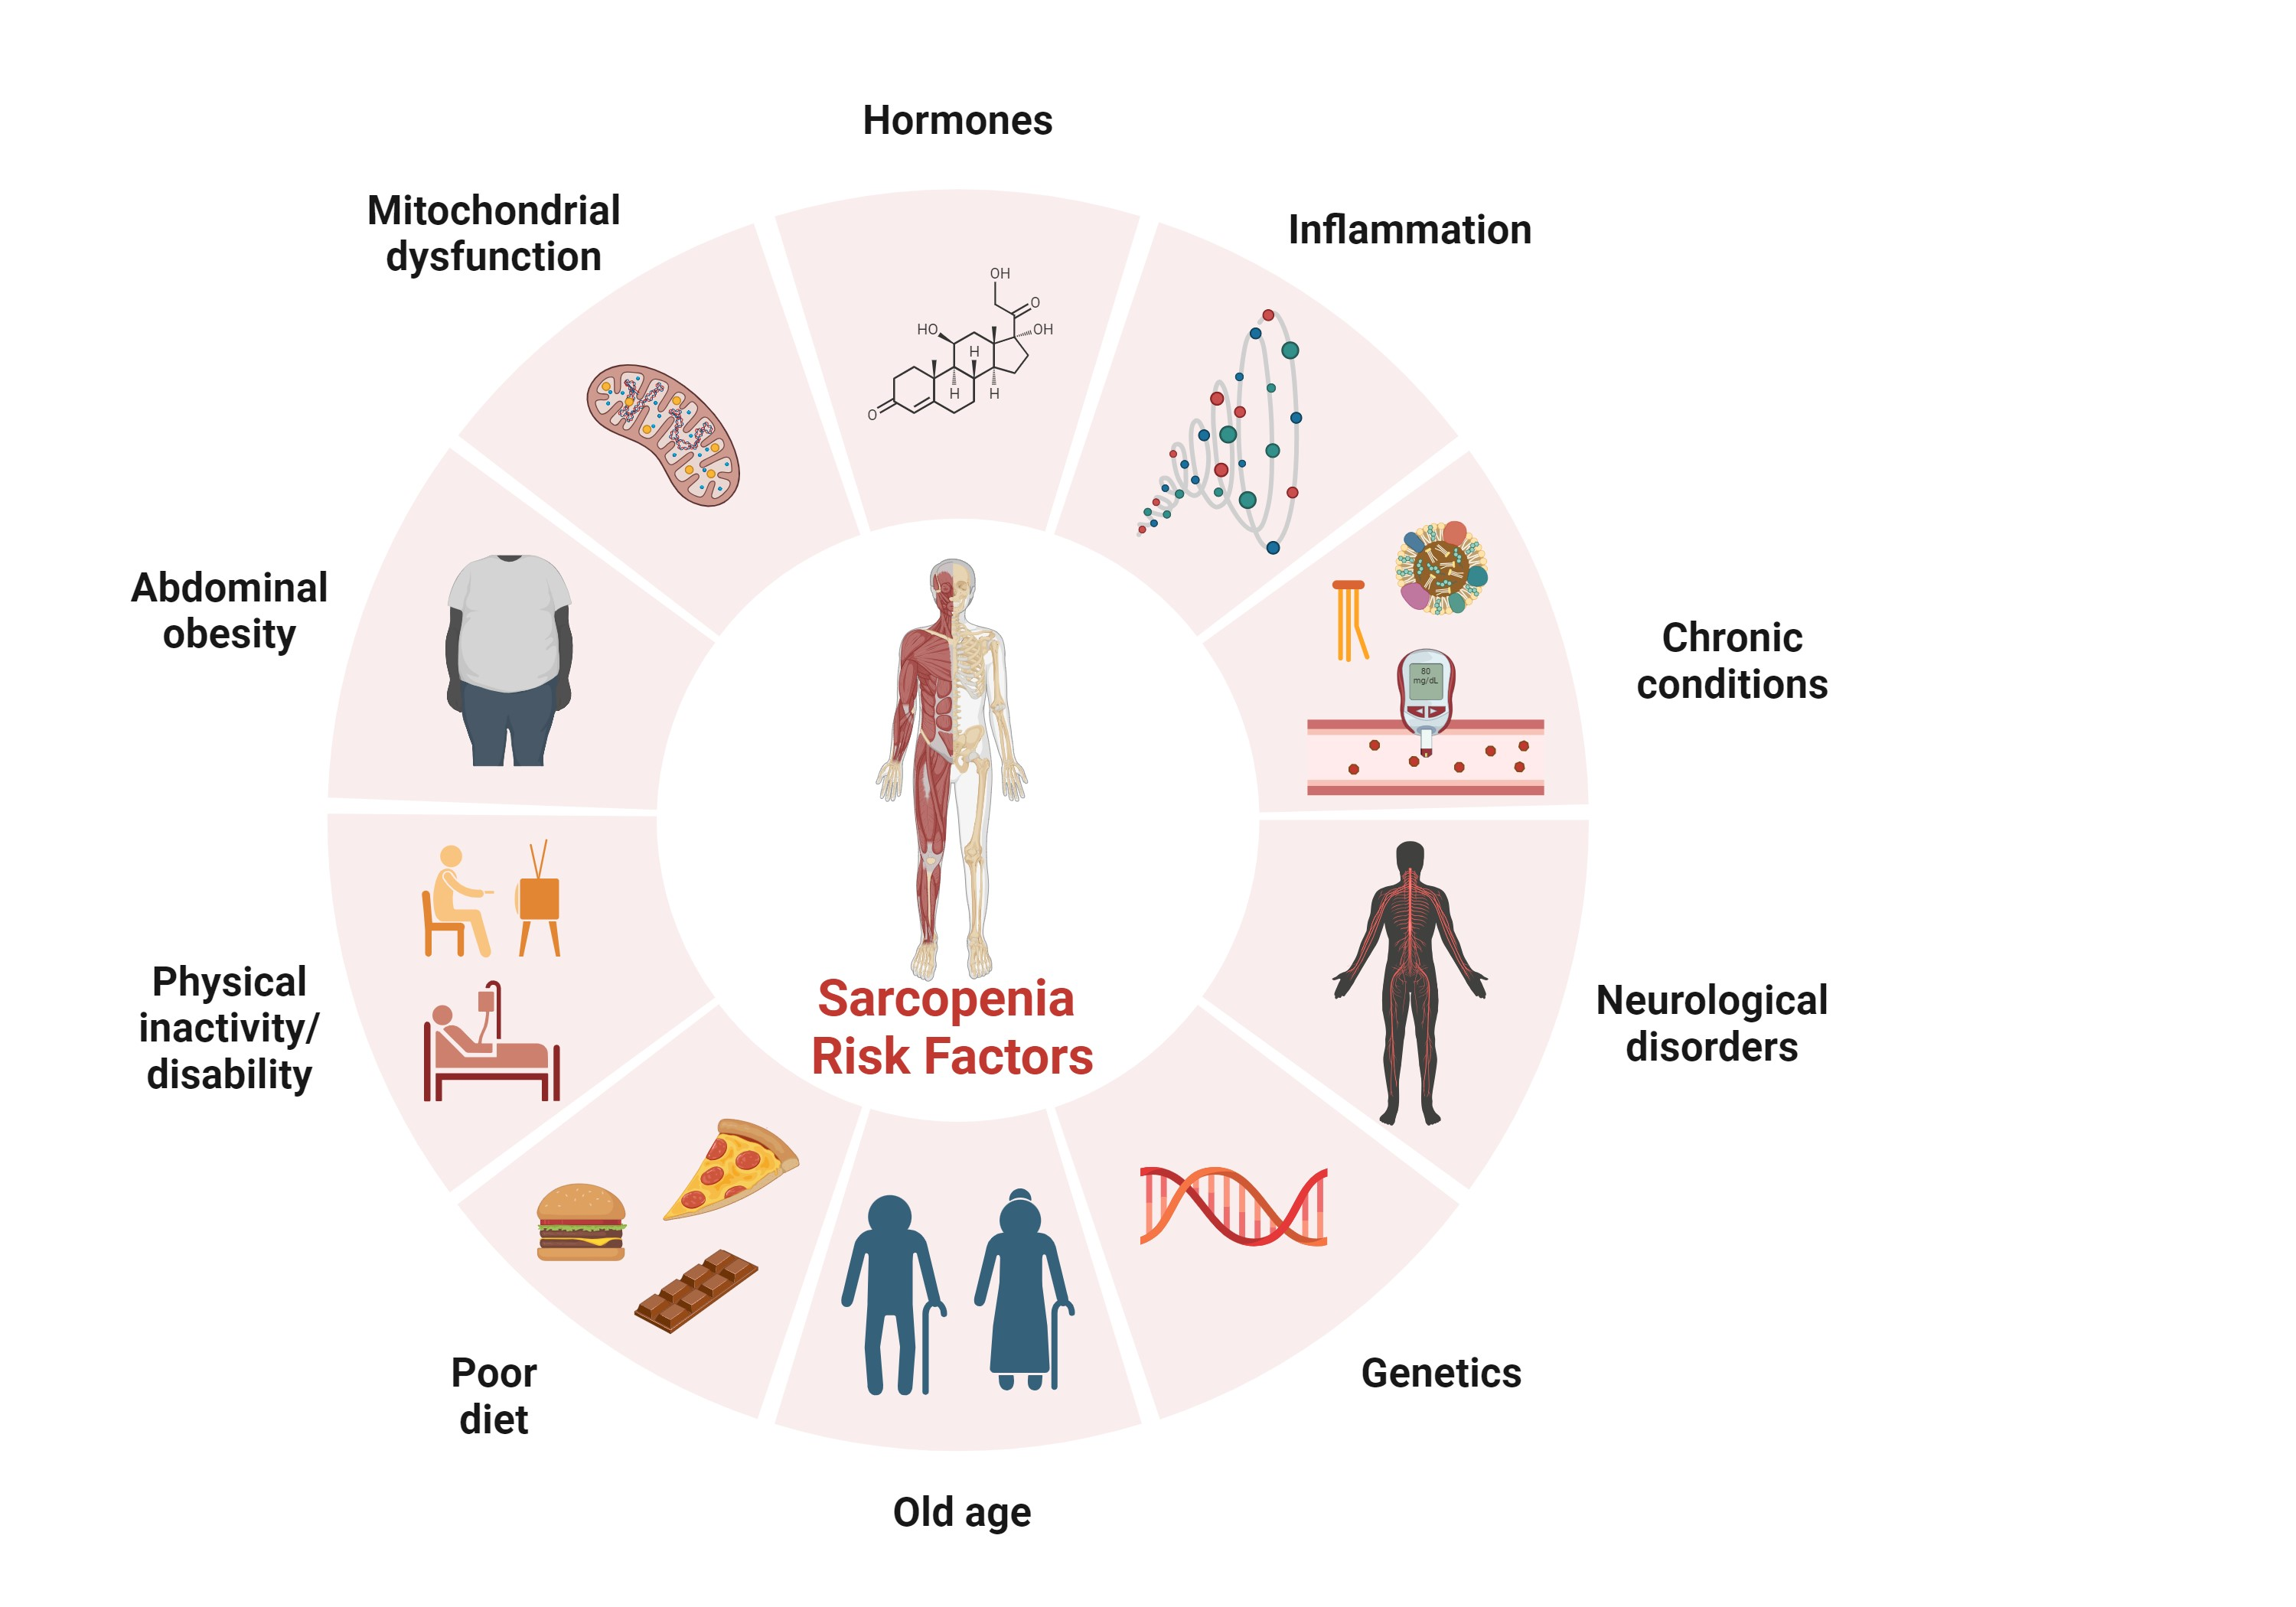 Hormones
Mitochondrial
dysfunction
Inflammation
OH
O
HO
OH
H
H
H
O
Abdominal
obesity
Chronic
conditions
80
mg/dL
Physical
inactivity/
disability
Neurological
disorders
Sarcopenia
Risk Factors
Poor
diet
Genetics
Old age